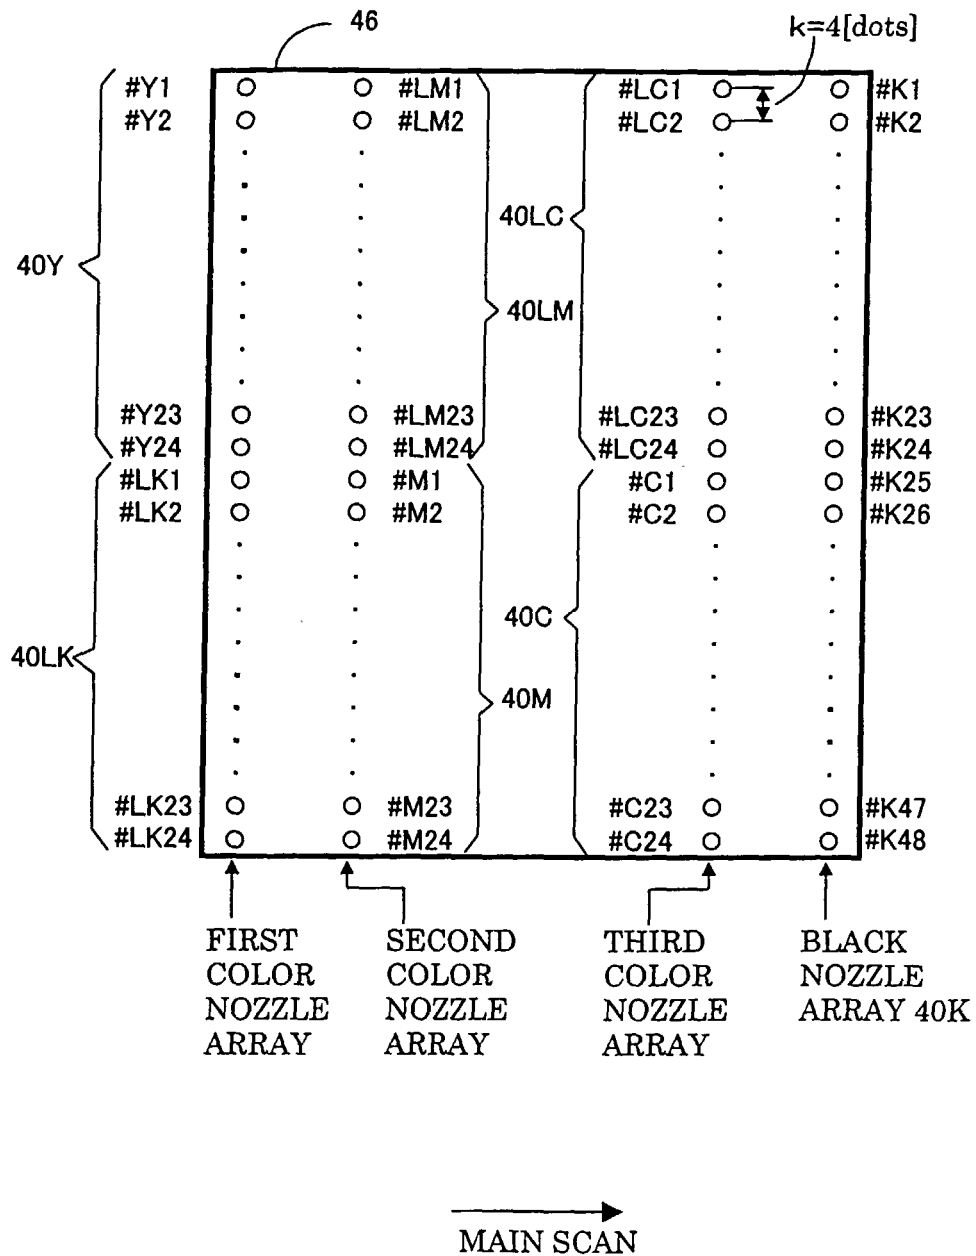 46
k=4[dots]
#Y1 #LM1 #LC1 #K1
#Y2 #LM2 #LC2 #K2
40LC
40Y
40LM
#Y23 #LM23 #LC23 #K23
#Y24 #LM24 #LC24 #K24
#LK1 #M1 #C1 #K25
#LK2 #M2 #C2 #K26
40C
40LK
40M
#LK23 #M23 #C23 #K47
#LK24 #M24 #C24 #K48
FIRST
COLOR
NOZZLE
ARRAY
SECOND
COLOR
NOZZLE
ARRAY
THIRD
COLOR
NOZZLE
ARRAY
BLACK
NOZZLE
ARRAY 40K
MAIN SCAN